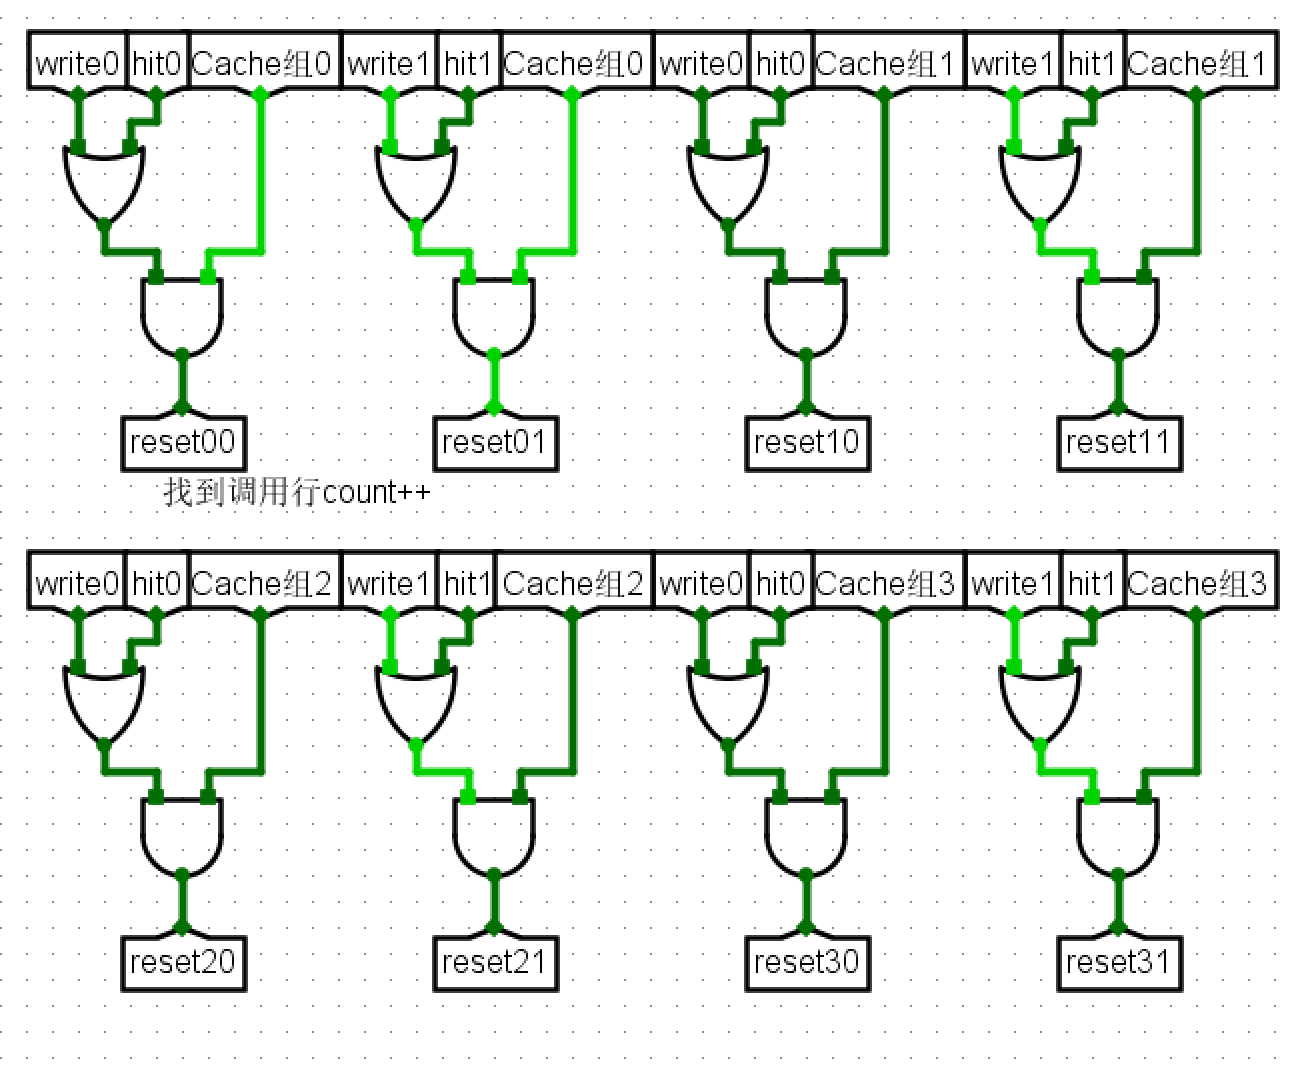 write0 hit0 Cache组0 write1 hit1 Cache组0 write0 hit0 Cache组1 write1 hit1 Cache组1
reset00 reset01 reset10 reset11
找到调用行count++
write0 hit0 Cache组2 write1 hit1 Cache组2 write0 hit0 Cache组3 write1 hit1 Cache组3
reset20 reset21 reset30 reset31